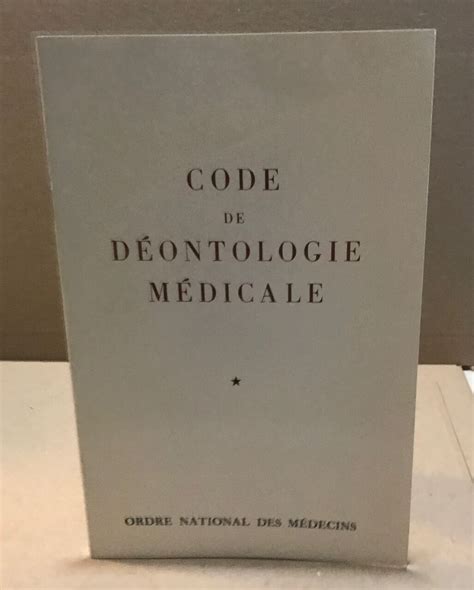 CODE
DE
DÉONTOLOGIE
MÉDICALE
ORDRE NATIONAL DES MÉDECINS